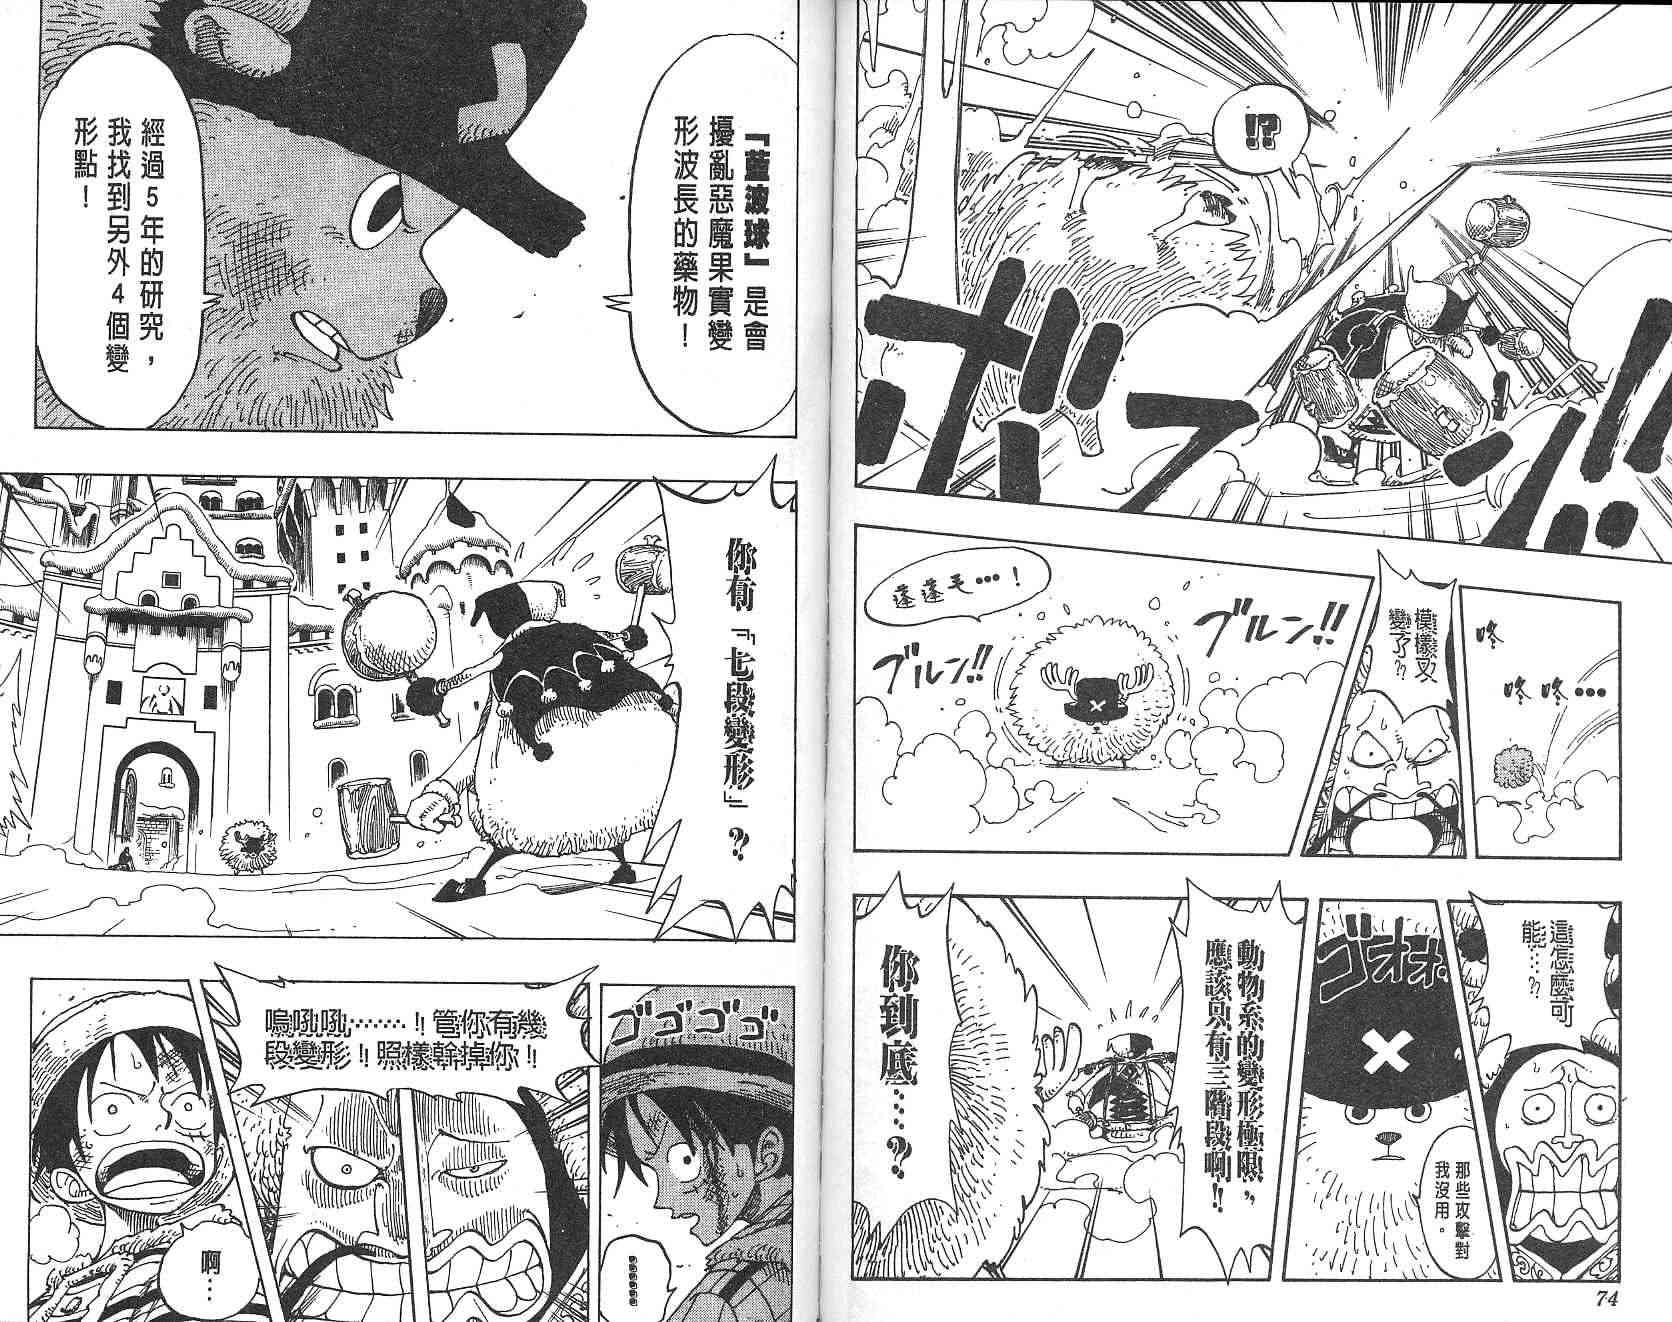 !?
ボフン!!
咚
咚咚…
模樣又
變了??
蓬蓬毛…！
ブルン!!
ブルン!!
這怎麼可
能……??
ゴオオ…
那些攻擊對
我沒用。
動物系的變形極限，
應該只有三階段啊!!
你到底……?
74
『藍波球』是會
擾亂惡魔果實變
形波長的藥物！
經過5年的研究，
我找到另外4個變
形點！
你有『七段變形』?
ゴゴゴゴ
……
嗚吼吼……！管你有幾
段變形！照樣幹掉你！
啊…